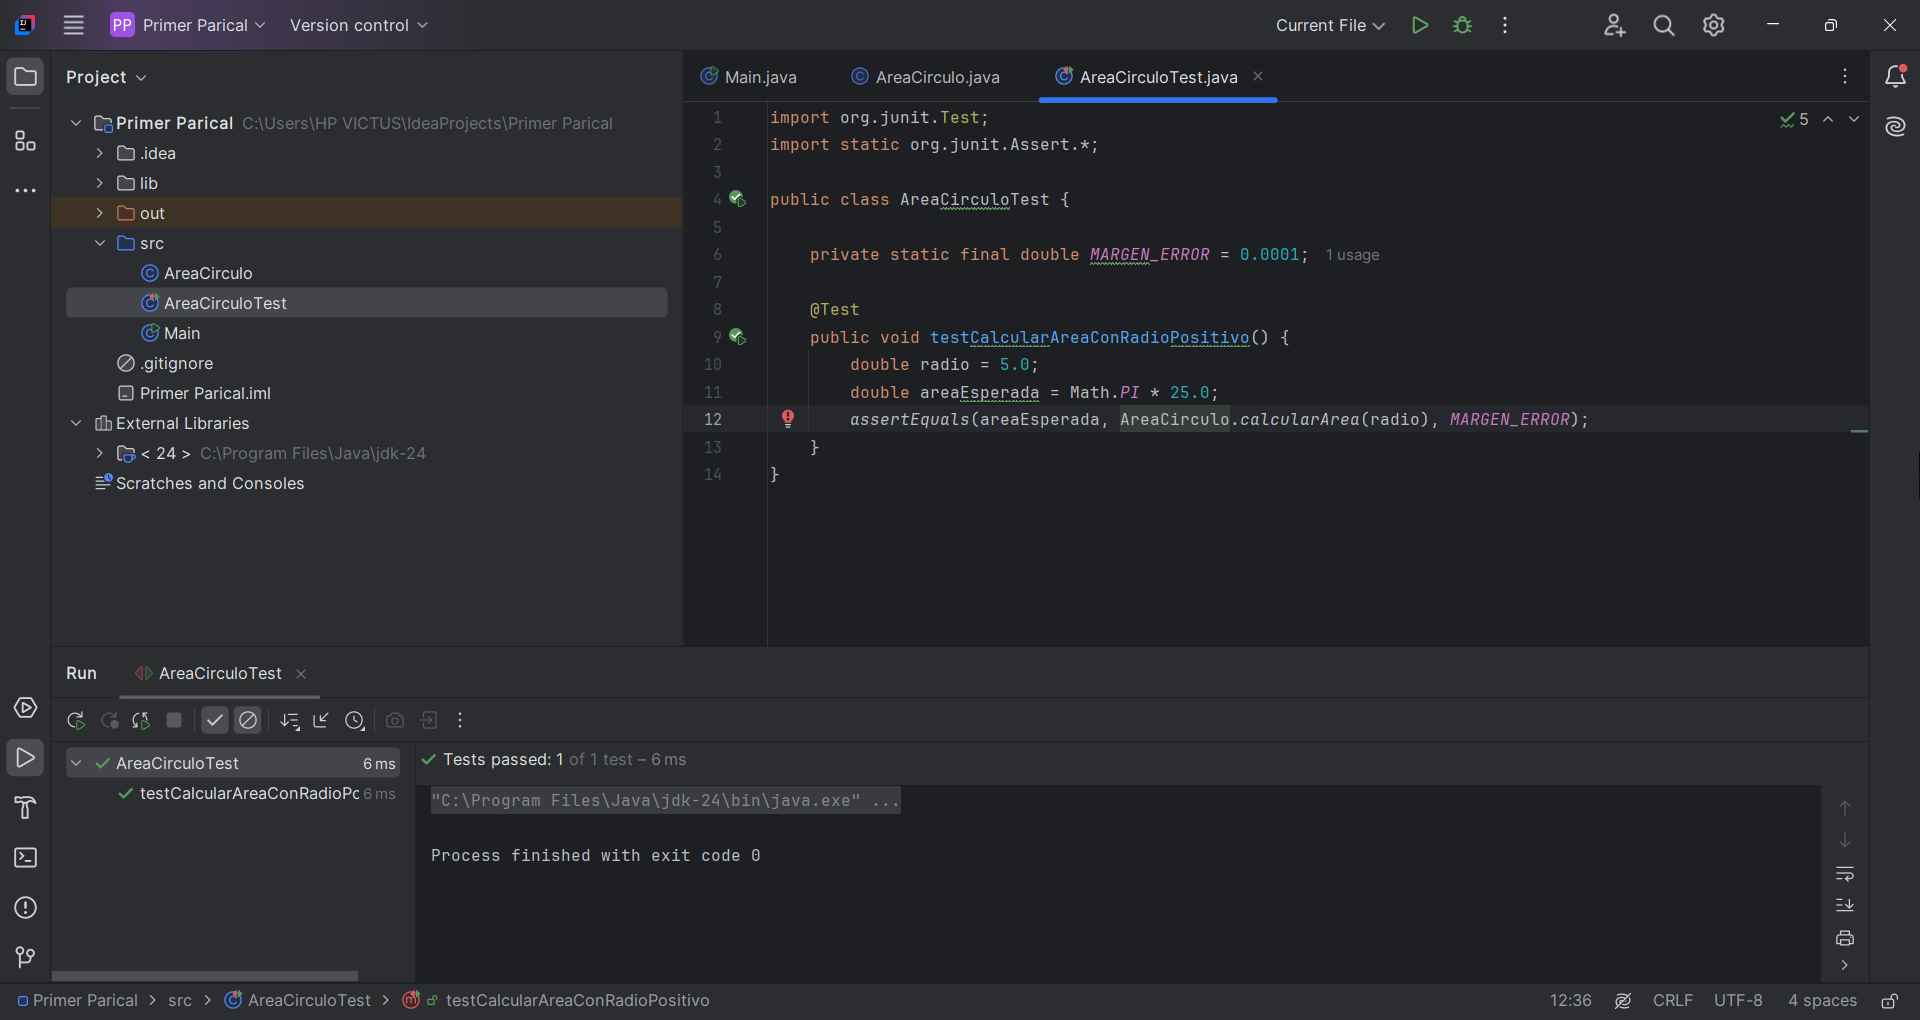 PP Primer Parical Version control Current File
Project
Main.java AreaCirculo.java AreaCirculoTest.java
Primer Parical C:\Users\HP VICTUS\IdeaProjects\Primer Parical
.idea
lib
out
src
AreaCirculo
AreaCirculoTest
Main
.gitignore
Primer Parical.iml
External Libraries
< 24 > C:\Program Files\Java\jdk-24
Scratches and Consoles
5
1 import org.junit.Test;
2 import static org.junit.Assert.*;
3
4 public class AreaCirculoTest {
5
6 private static final double MARGEN_ERROR = 0.0001; 1 usage
7
8 @Test
9 public void testCalcularAreaConRadioPositivo() {
10 double radio = 5.0;
11 double areaEsperada = Math.PI * 25.0;
12 assertEquals(areaEsperada, AreaCirculo.calcularArea(radio), MARGEN_ERROR);
13 }
14 }
Run AreaCirculoTest
AreaCirculoTest 6 ms
testCalcularAreaConRadioPo 6 ms
Tests passed: 1 of 1 test – 6 ms
"C:\Program Files\Java\jdk-24\bin\java.exe" ...
Process finished with exit code 0
Primer Parical > src > AreaCirculoTest > testCalcularAreaConRadioPositivo 12:36 CRLF UTF-8 4 spaces